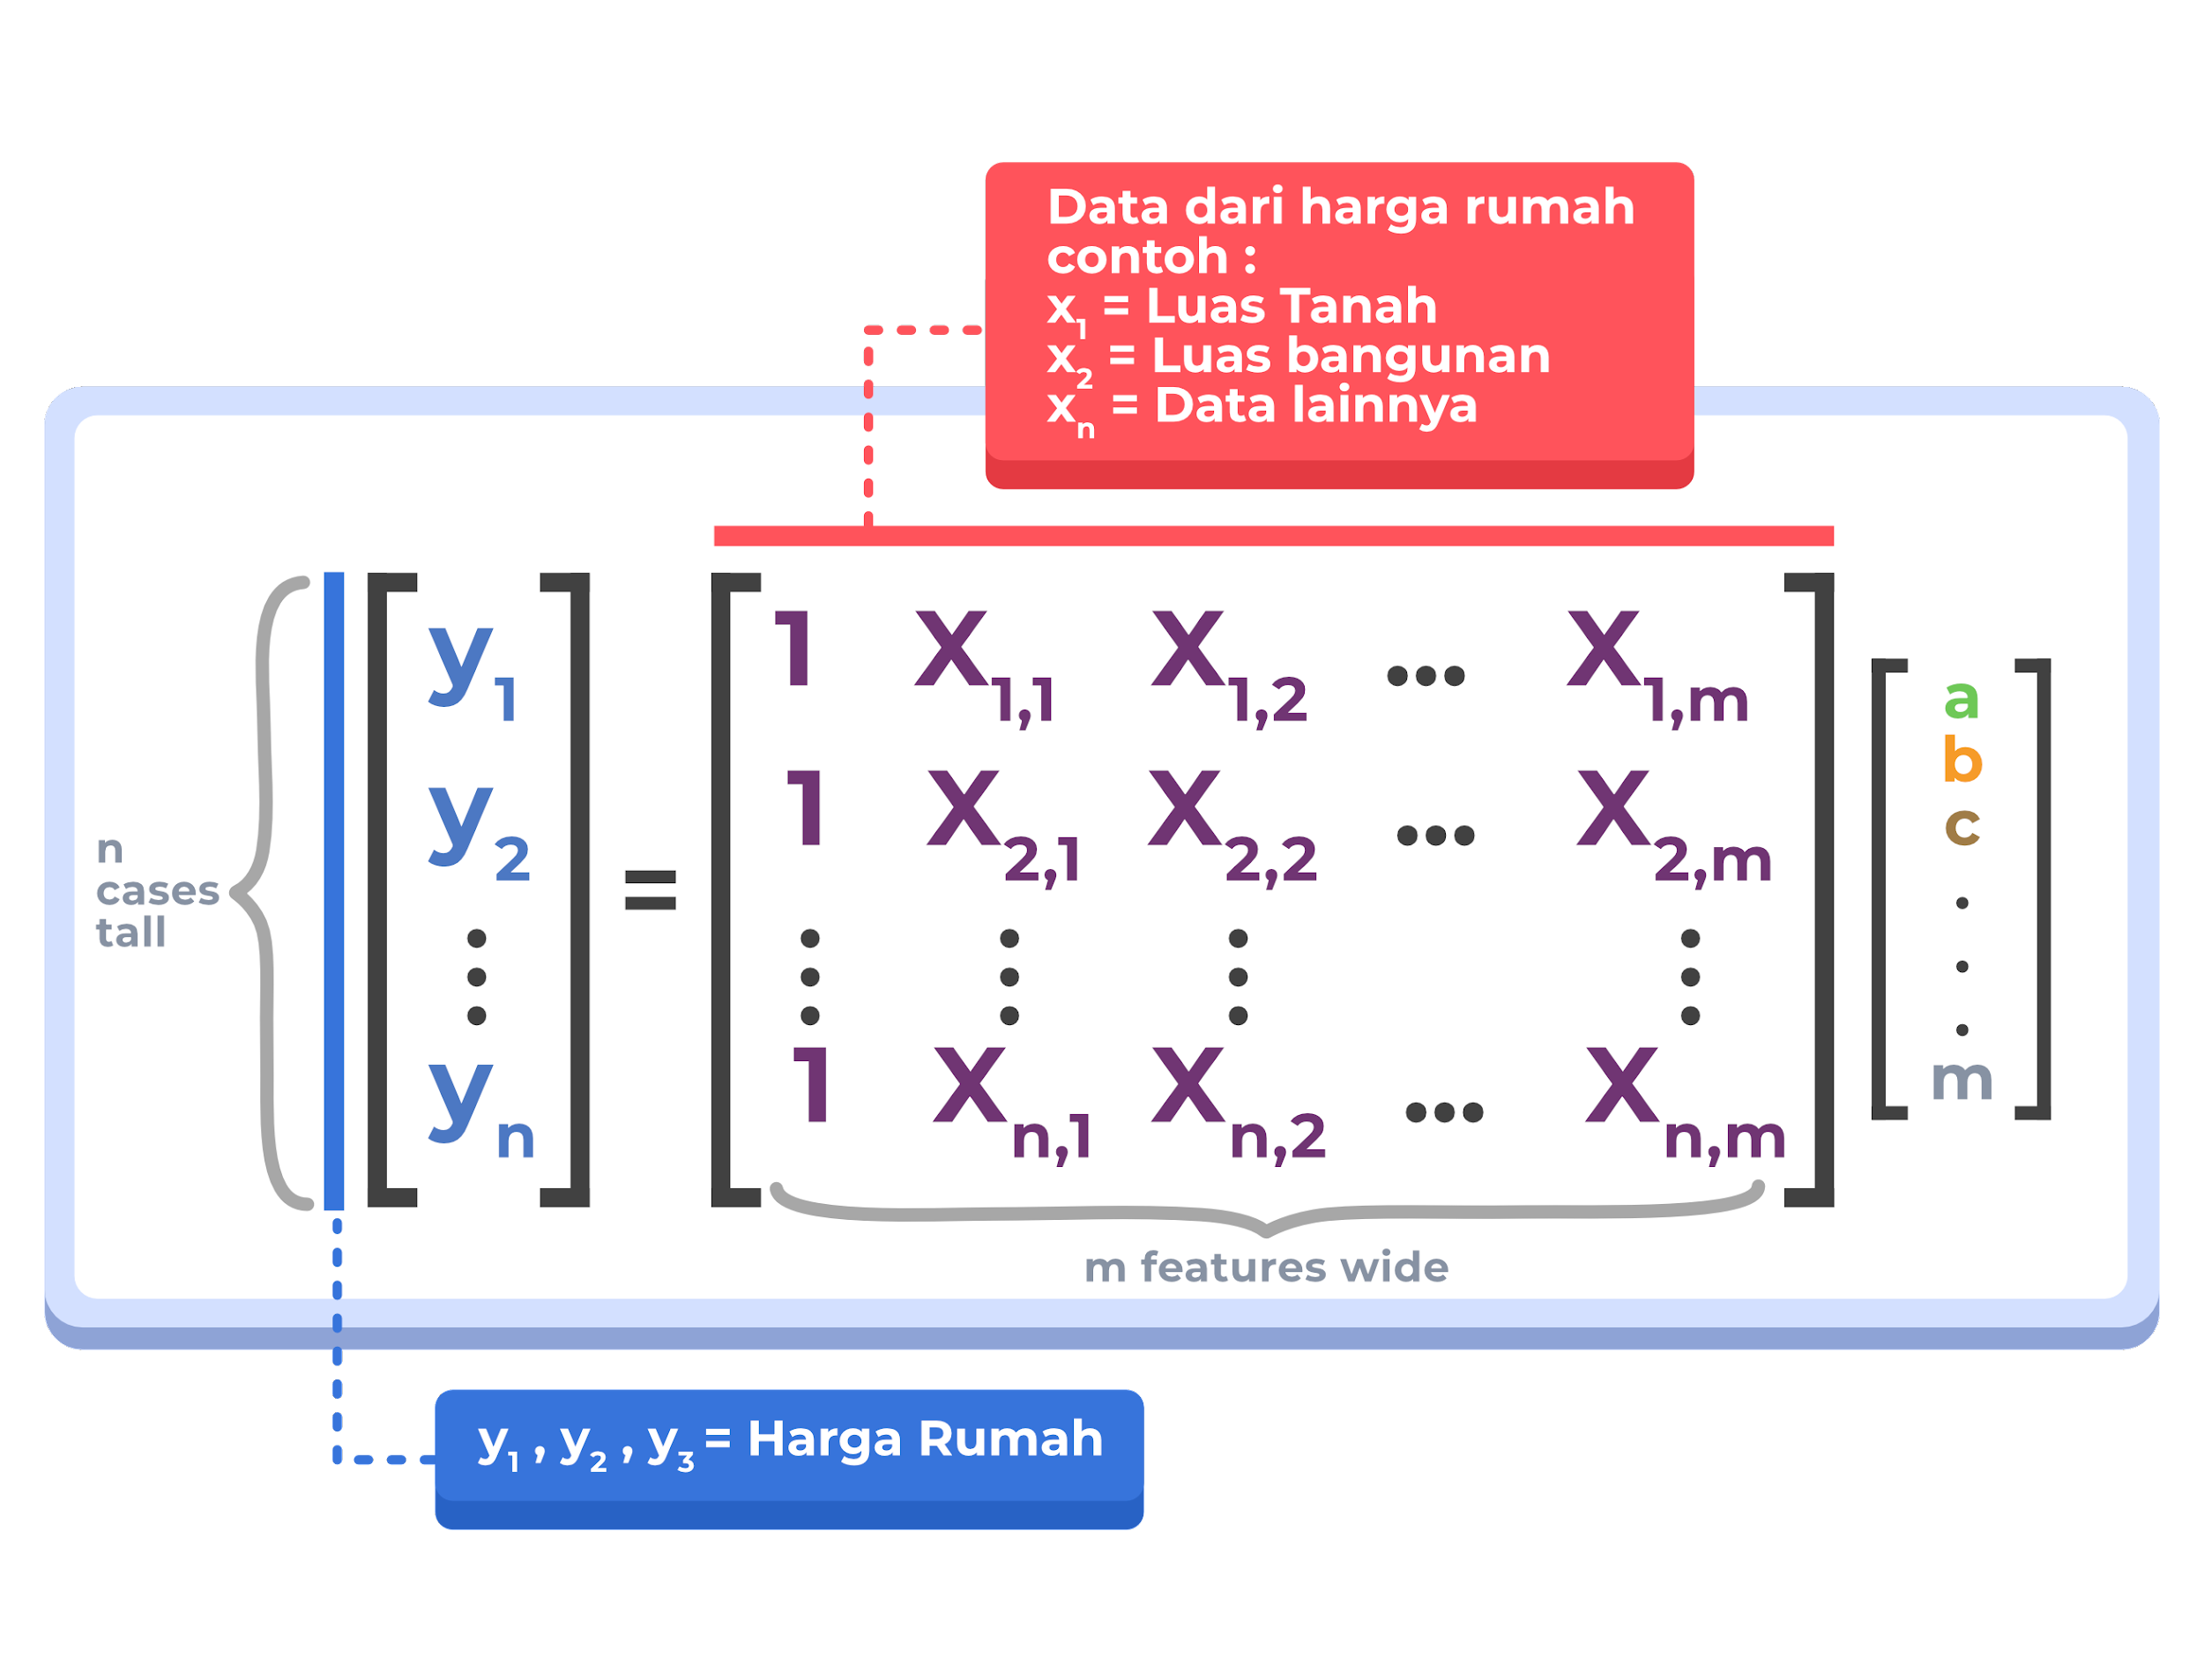 Data dari harga rumah
contoh :
x1 = Luas Tanah
x2 = Luas bangunan
xn = Data lainnya
n
cases
tall
y1
y2
yn
=
1 X1,1 X1,2 ... X1,m
1 X2,1 X2,2 ... X2,m
1 Xn,1 Xn,2 ... Xn,m
a
b
c
.
.
.
m
m features wide
y1 , y2 , y3 = Harga Rumah